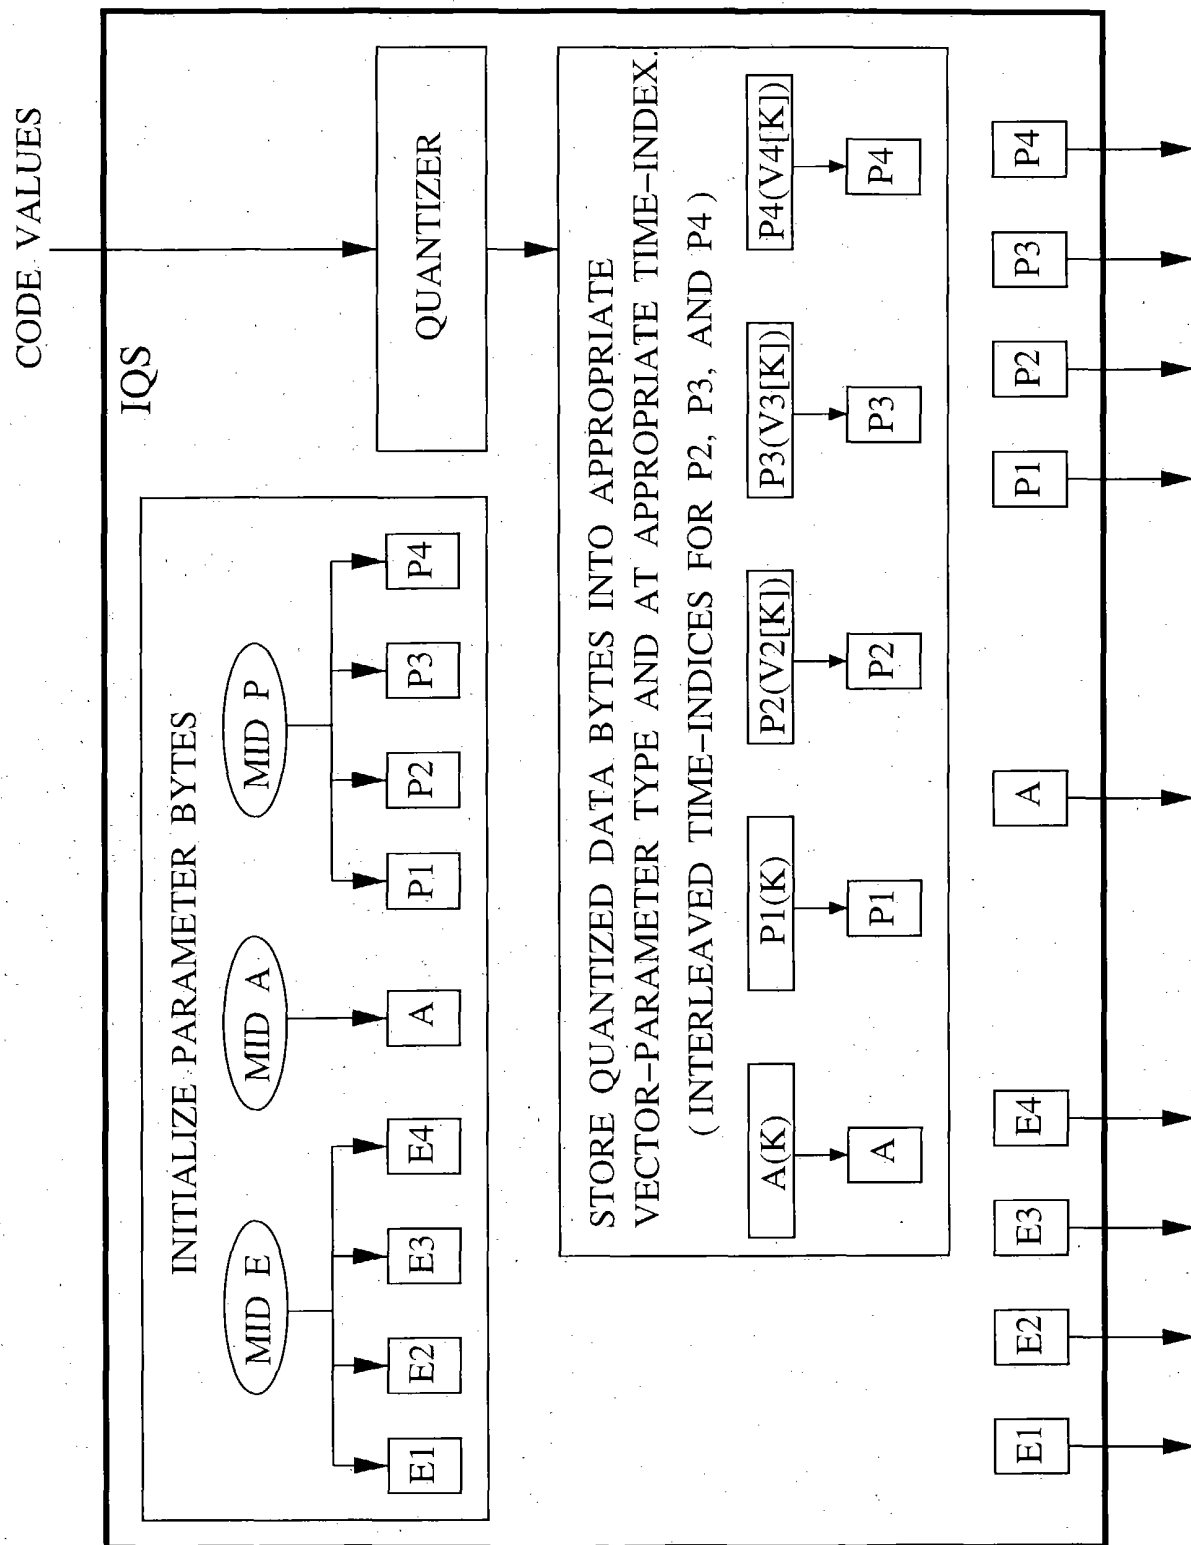 CODE VALUES
IQS
INITIALIZE PARAMETER BYTES
MID E
MID A
MID P
E1
E2
E3
E4
A
P1
P2
P3
P4
QUANTIZER
STORE QUANTIZED DATA BYTES INTO APPROPRIATE
VECTOR-PARAMETER TYPE AND AT APPROPRIATE TIME-INDEX.
(INTERLEAVED TIME-INDICES FOR P2, P3, AND P4)
A(K)
P1(K)
P2(V2[K])
P3(V3[K])
P4(V4[K])
A
P1
P2
P3
P4
E1
E2
E3
E4
A
P1
P2
P3
P4